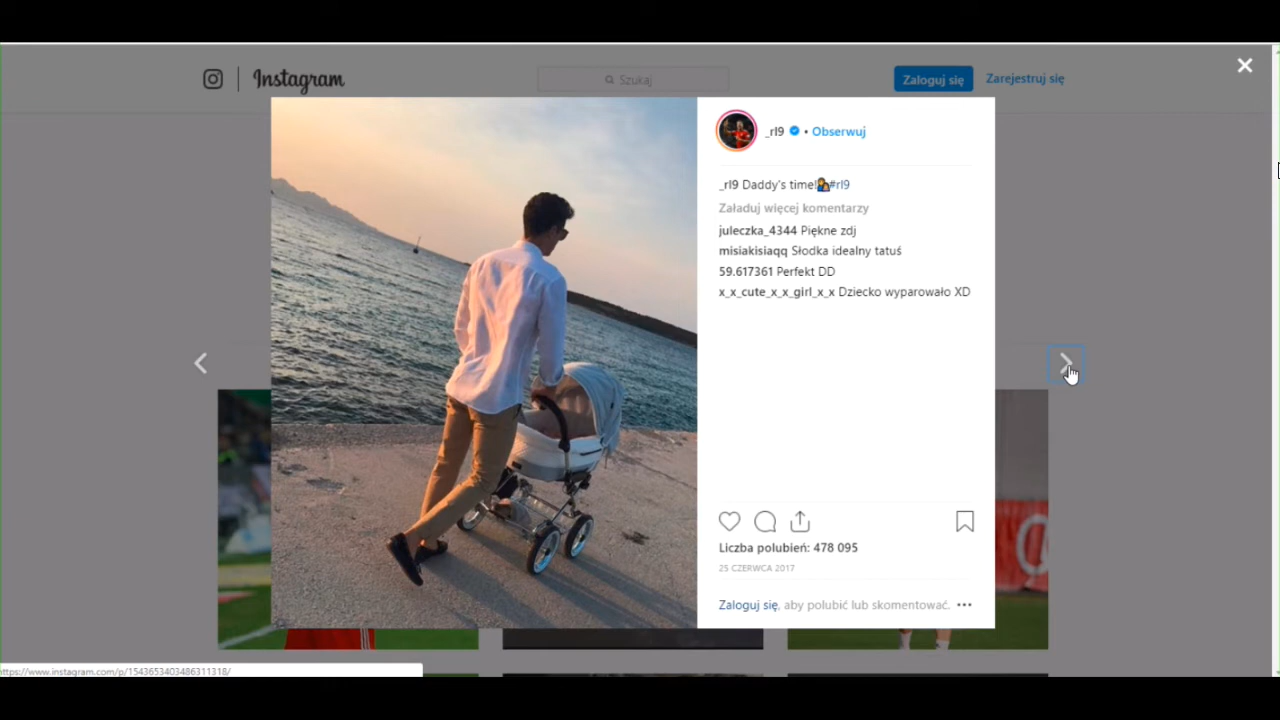 Instagram
Szukaj
Zaloguj się
Zarejestruj się
_rl9 • Obserwuj
_rl9 Daddy's time!🤷‍♂️#rl9
Załaduj więcej komentarzy
juleczka_4344 Piękne zdj
misiakisiaqq Słodka idealny tatuś
59.617361 Perfekt DD
x_x_cute_x_x_girl_x_x Dziecko wyparowało XD
Liczba polubień: 478 095
25 CZERWCA 2017
Zaloguj się, aby polubić lub skomentować.
https://www.instagram.com/p/1543653403486311318/